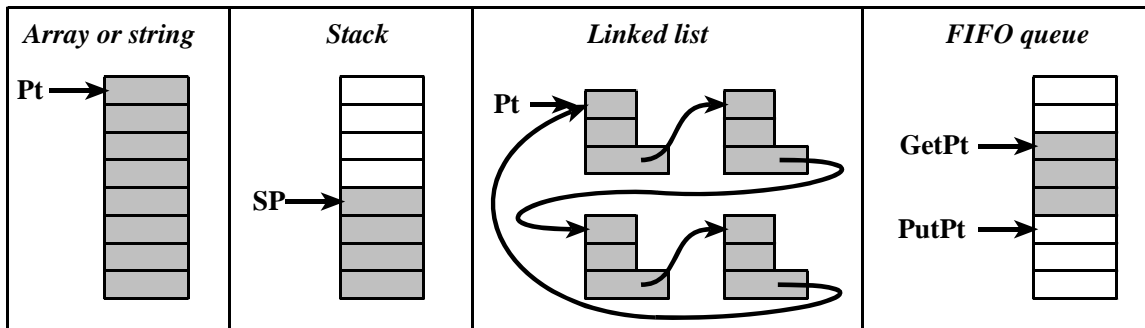 Array or string
Stack
Linked list
FIFO queue
Pt
SP
Pt
GetPt
PutPt